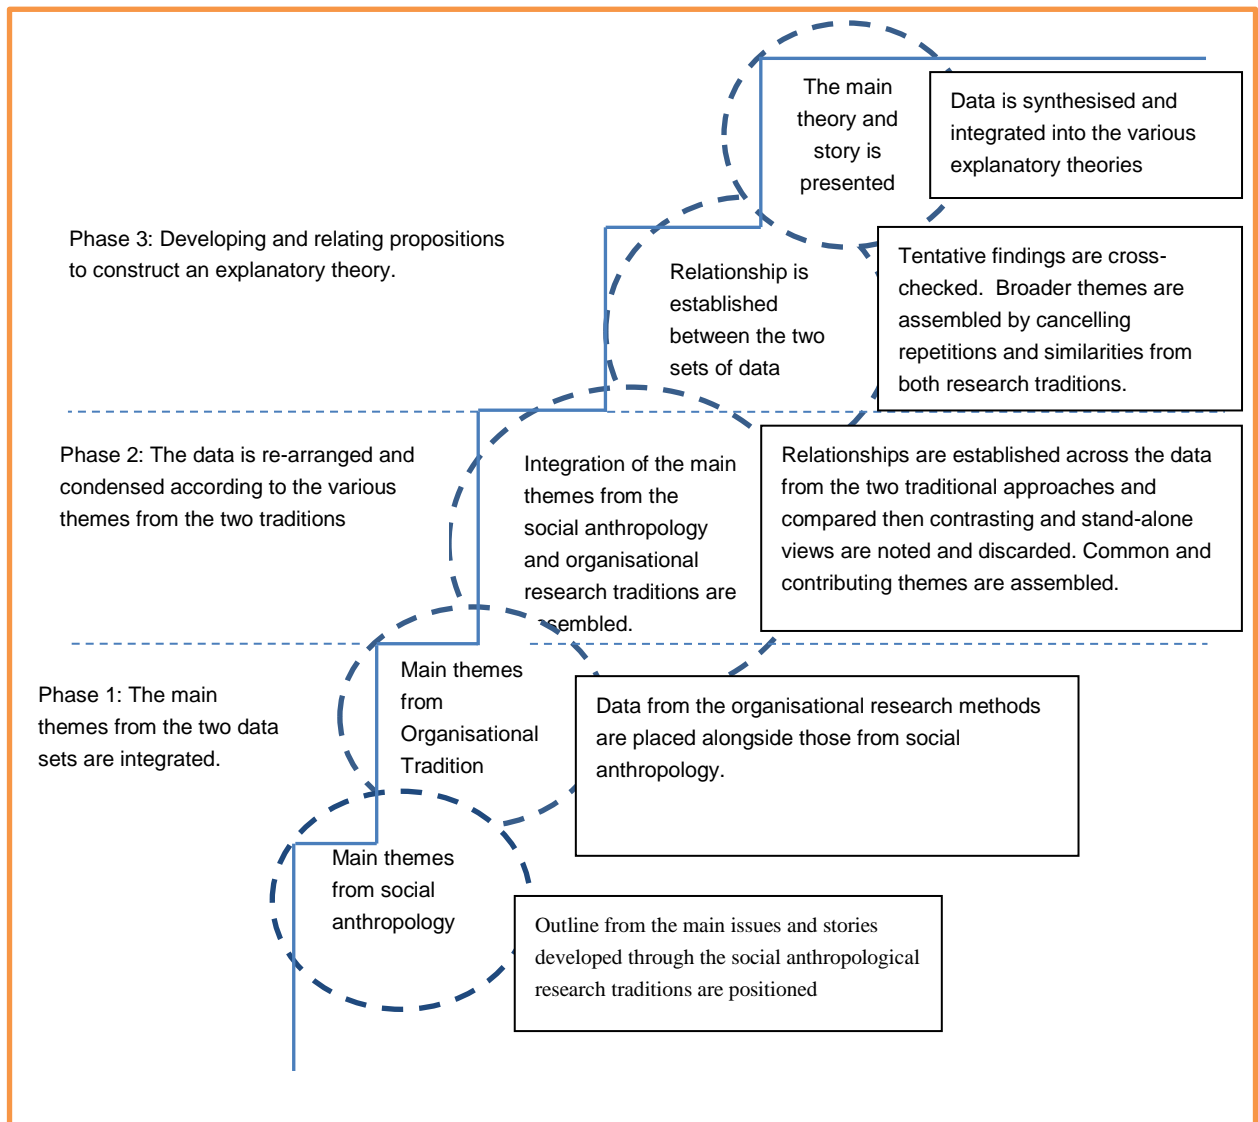 The main
theory and
story is
presented
Data is synthesised and
integrated into the various
explanatory theories
Phase 3: Developing and relating propositions
to construct an explanatory theory.
Relationship is
established
between the two
sets of data
Tentative findings are cross-
checked.  Broader themes are
assembled by cancelling
repetitions and similarities from
both research traditions.
Phase 2: The data is re-arranged and
condensed according to the various
themes from the two traditions
Integration of the main
themes from the
social anthropology
and organisational
research traditions are
Relationships are established across the data
from the two traditional approaches and
compared then contrasting and stand-alone
views are noted and discarded. Common and
contributing themes are assembled.
Phase 1: The main
themes from the two data
sets are integrated.
Main themes
from
Organisational
Tradition
Data from the organisational research methods
are placed alongside those from social
anthropology.
Main themes
from social
anthropology
Outline from the main issues and stories
developed through the social anthropological
research traditions are positioned